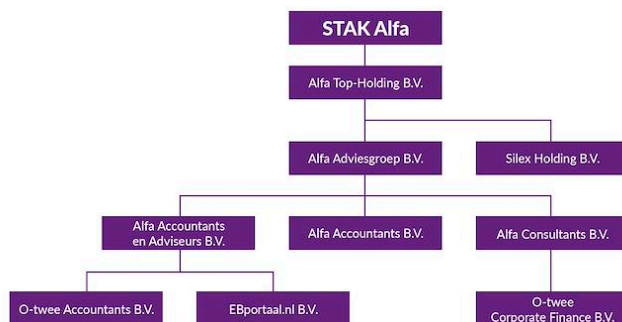 STAK Alfa
Alfa Top-Holding B.V.
Alfa Adviesgroep B.V.
Silex Holding B.V.
Alfa Accountants
en Adviseurs B.V.
Alfa Accountants B.V.
Alfa Consultants B.V.
O-twee Accountants B.V.
EBportaal.nl B.V.
O-twee
Corporate Finance B.V.